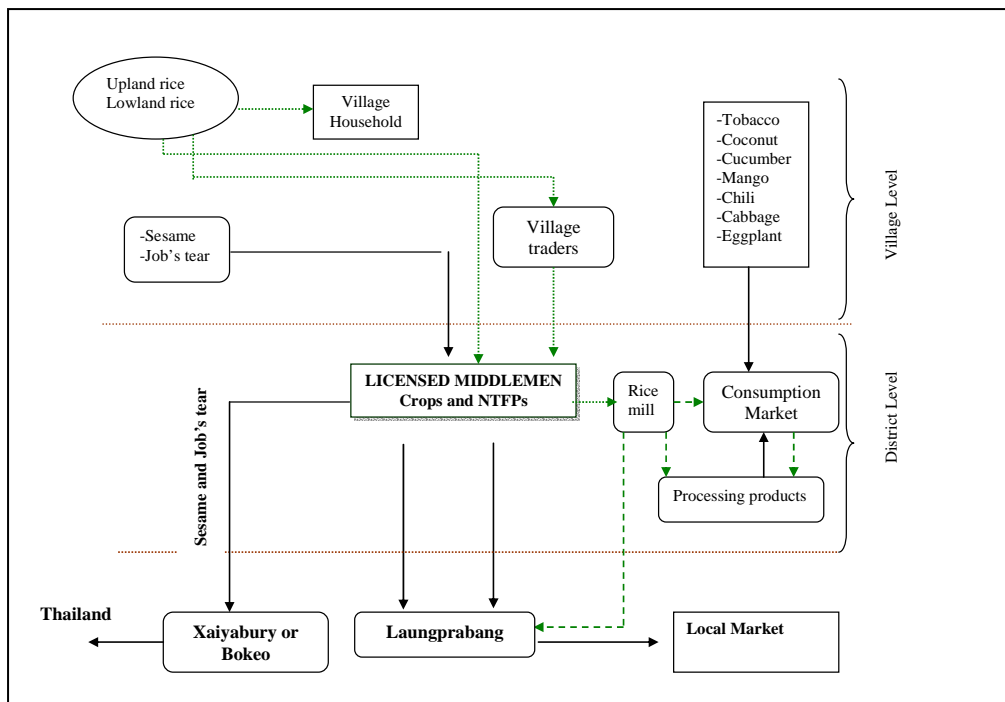 Upland rice
Lowland rice
Village
Household
-Tobacco
-Coconut
-Cucumber
-Mango
-Chili
-Cabbage
-Eggplant
Village Level
-Sesame
-Job's tear
Village
traders
LICENSED MIDDLEMEN
Crops and NTFPs
Rice
mill
Consumption
Market
District Level
Sesame and Job's tear
Processing products
Thailand
Xaiyabury or
Bokeo
Laungprabang
Local Market